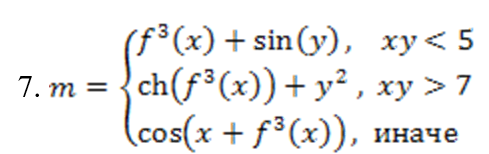 f³(x) + sin(y), xy < 5
7. m = { ch(f³(x)) + y² , xy > 7
cos(x + f³(x)), иначе